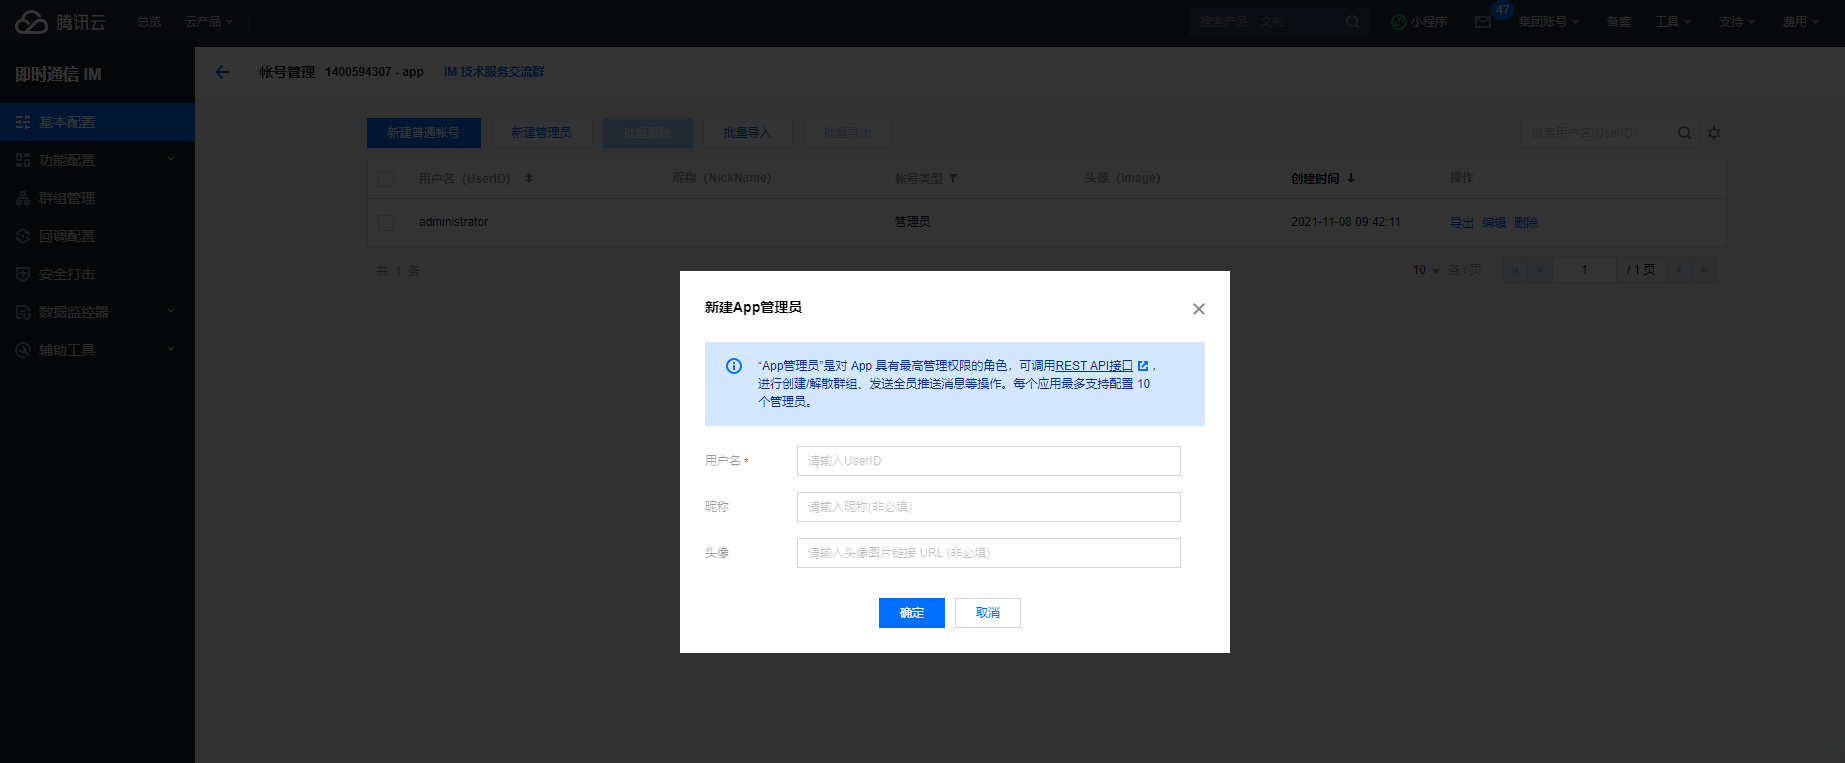 腾讯云 总览 云产品 搜索产品、文档... 小程序 47 集团账号 备案 工具 支持 费用
即时通信 IM
帐号管理 1400594307 - app IM 技术服务交流群
基本配置
功能配置
群组管理
回调配置
安全打击
数据监控器
辅助工具
新建普通帐号 新建管理员 批量删除 批量导入 批量导出 搜索用户名(UserID)
用户名（UserID） 昵称（NickName） 帐号类型 头像（Image） 创建时间 操作
administrator 管理员 2021-11-08 09:42:11 导出 编辑 删除
共 1 条 10 条 / 页 1 / 1 页
新建App管理员
“App管理员”是对 App 具有最高管理权限的角色，可调用REST API接口 ，
进行创建/解散群组、发送全员推送消息等操作。每个应用最多支持配置 10
个管理员。
用户名 * 请输入UserID
昵称 请输入昵称(非必填)
头像 请输入头像图片链接 URL (非必填)
确定 取消